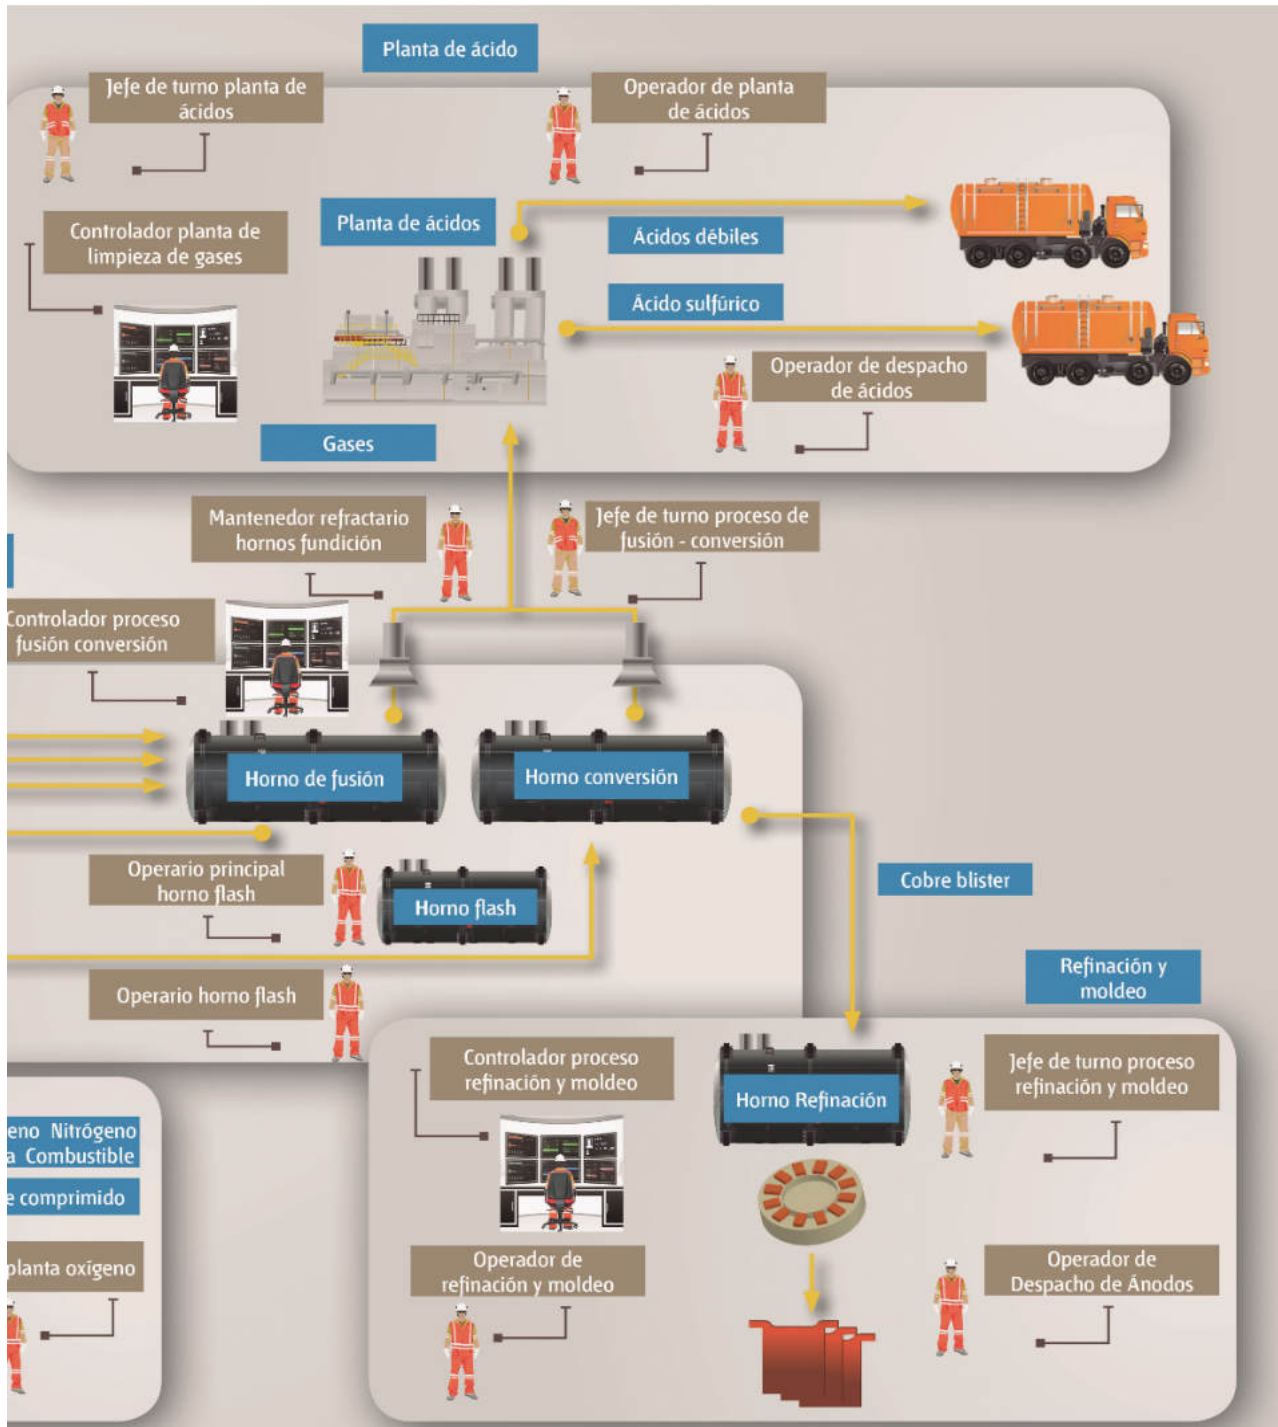 Planta de ácido
Jefe de turno planta de
ácidos
Operador de planta
de ácidos
Controlador planta de
limpieza de gases
Planta de ácidos
Ácidos débiles
Ácido sulfúrico
Operador de despacho
de ácidos
Gases
Mantenedor refractario
hornos fundición
Jefe de turno proceso de
fusión - conversión
Controlador proceso
fusión conversión
Horno de fusión
Horno conversión
Operario principal
horno flash
Horno flash
Cobre blister
Operario horno flash
Refinación y
moldeo
Controlador proceso
refinación y moldeo
Horno Refinación
Jefe de turno proceso
refinación y moldeo
eno Nitrógeno
a Combustible
e comprimido
planta oxígeno
Operador de
refinación y moldeo
Operador de
Despacho de Ánodos